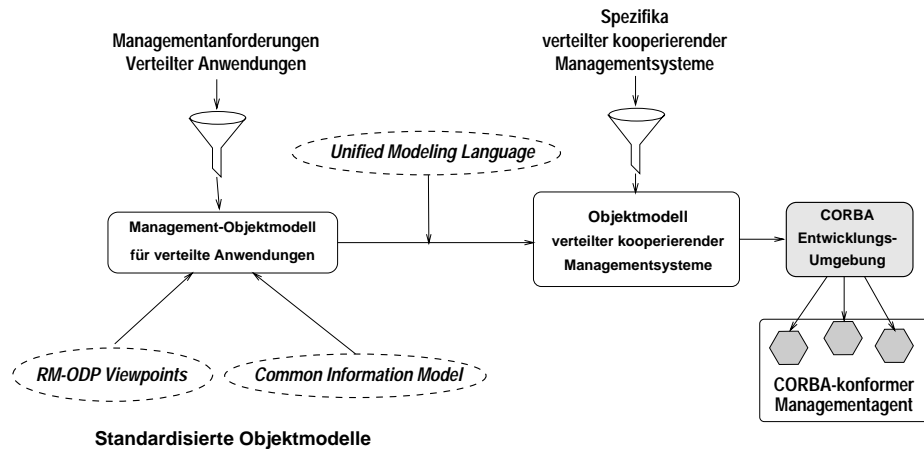 Managementanforderungen
Verteilter Anwendungen
Spezifika
verteilter kooperierender
Managementsysteme
Unified Modeling Language
Management-Objektmodell
für verteilte Anwendungen
Objektmodell
verteilter kooperierender
Managementsysteme
CORBA
Entwicklungs-
Umgebung
RM-ODP Viewpoints
Common Information Model
CORBA-konformer
Managementagent
Standardisierte Objektmodelle